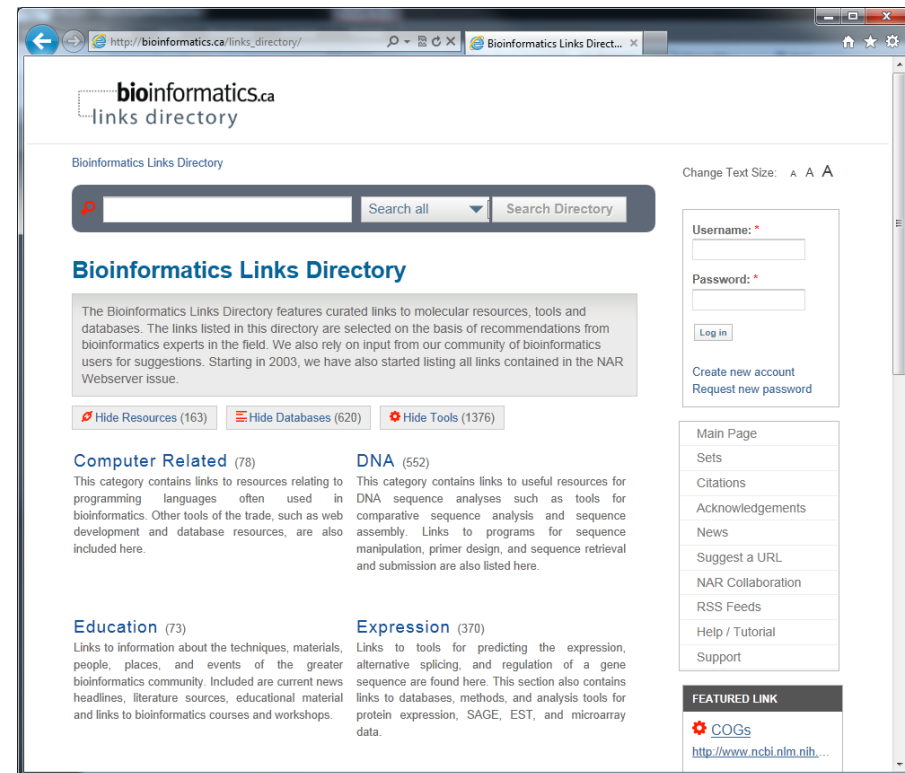 http://bioinformatics.ca/links_directory/
Bioinformatics Links Direct...
bioinformatics.ca
links directory
Bioinformatics Links Directory
Change Text Size: A A A
Search all
Search Directory
Bioinformatics Links Directory
The Bioinformatics Links Directory features curated links to molecular resources, tools and
databases. The links listed in this directory are selected on the basis of recommendations from
bioinformatics experts in the field. We also rely on input from our community of bioinformatics
users for suggestions. Starting in 2003, we have also started listing all links contained in the NAR
Webserver issue.
Hide Resources (163)
Hide Databases (620)
Hide Tools (1376)
Computer Related (78)
This category contains links to resources relating to
programming languages often used in
bioinformatics. Other tools of the trade, such as web
development and database resources, are also
included here.
DNA (552)
This category contains links to useful resources for
DNA sequence analyses such as tools for
comparative sequence analysis and sequence
assembly. Links to programs for sequence
manipulation, primer design, and sequence retrieval
and submission are also listed here.
Education (73)
Links to information about the techniques, materials,
people, places, and events of the greater
bioinformatics community. Included are current news
headlines, literature sources, educational material
and links to bioinformatics courses and workshops.
Expression (370)
Links to tools for predicting the expression,
alternative splicing, and regulation of a gene
sequence are found here. This section also contains
links to databases, methods, and analysis tools for
protein expression, SAGE, EST, and microarray
data.
Username: *
Password: *
Log in
Create new account
Request new password
Main Page
Sets
Citations
Acknowledgements
News
Suggest a URL
NAR Collaboration
RSS Feeds
Help / Tutorial
Support
FEATURED LINK
COGs
http://www.ncbi.nlm.nih....